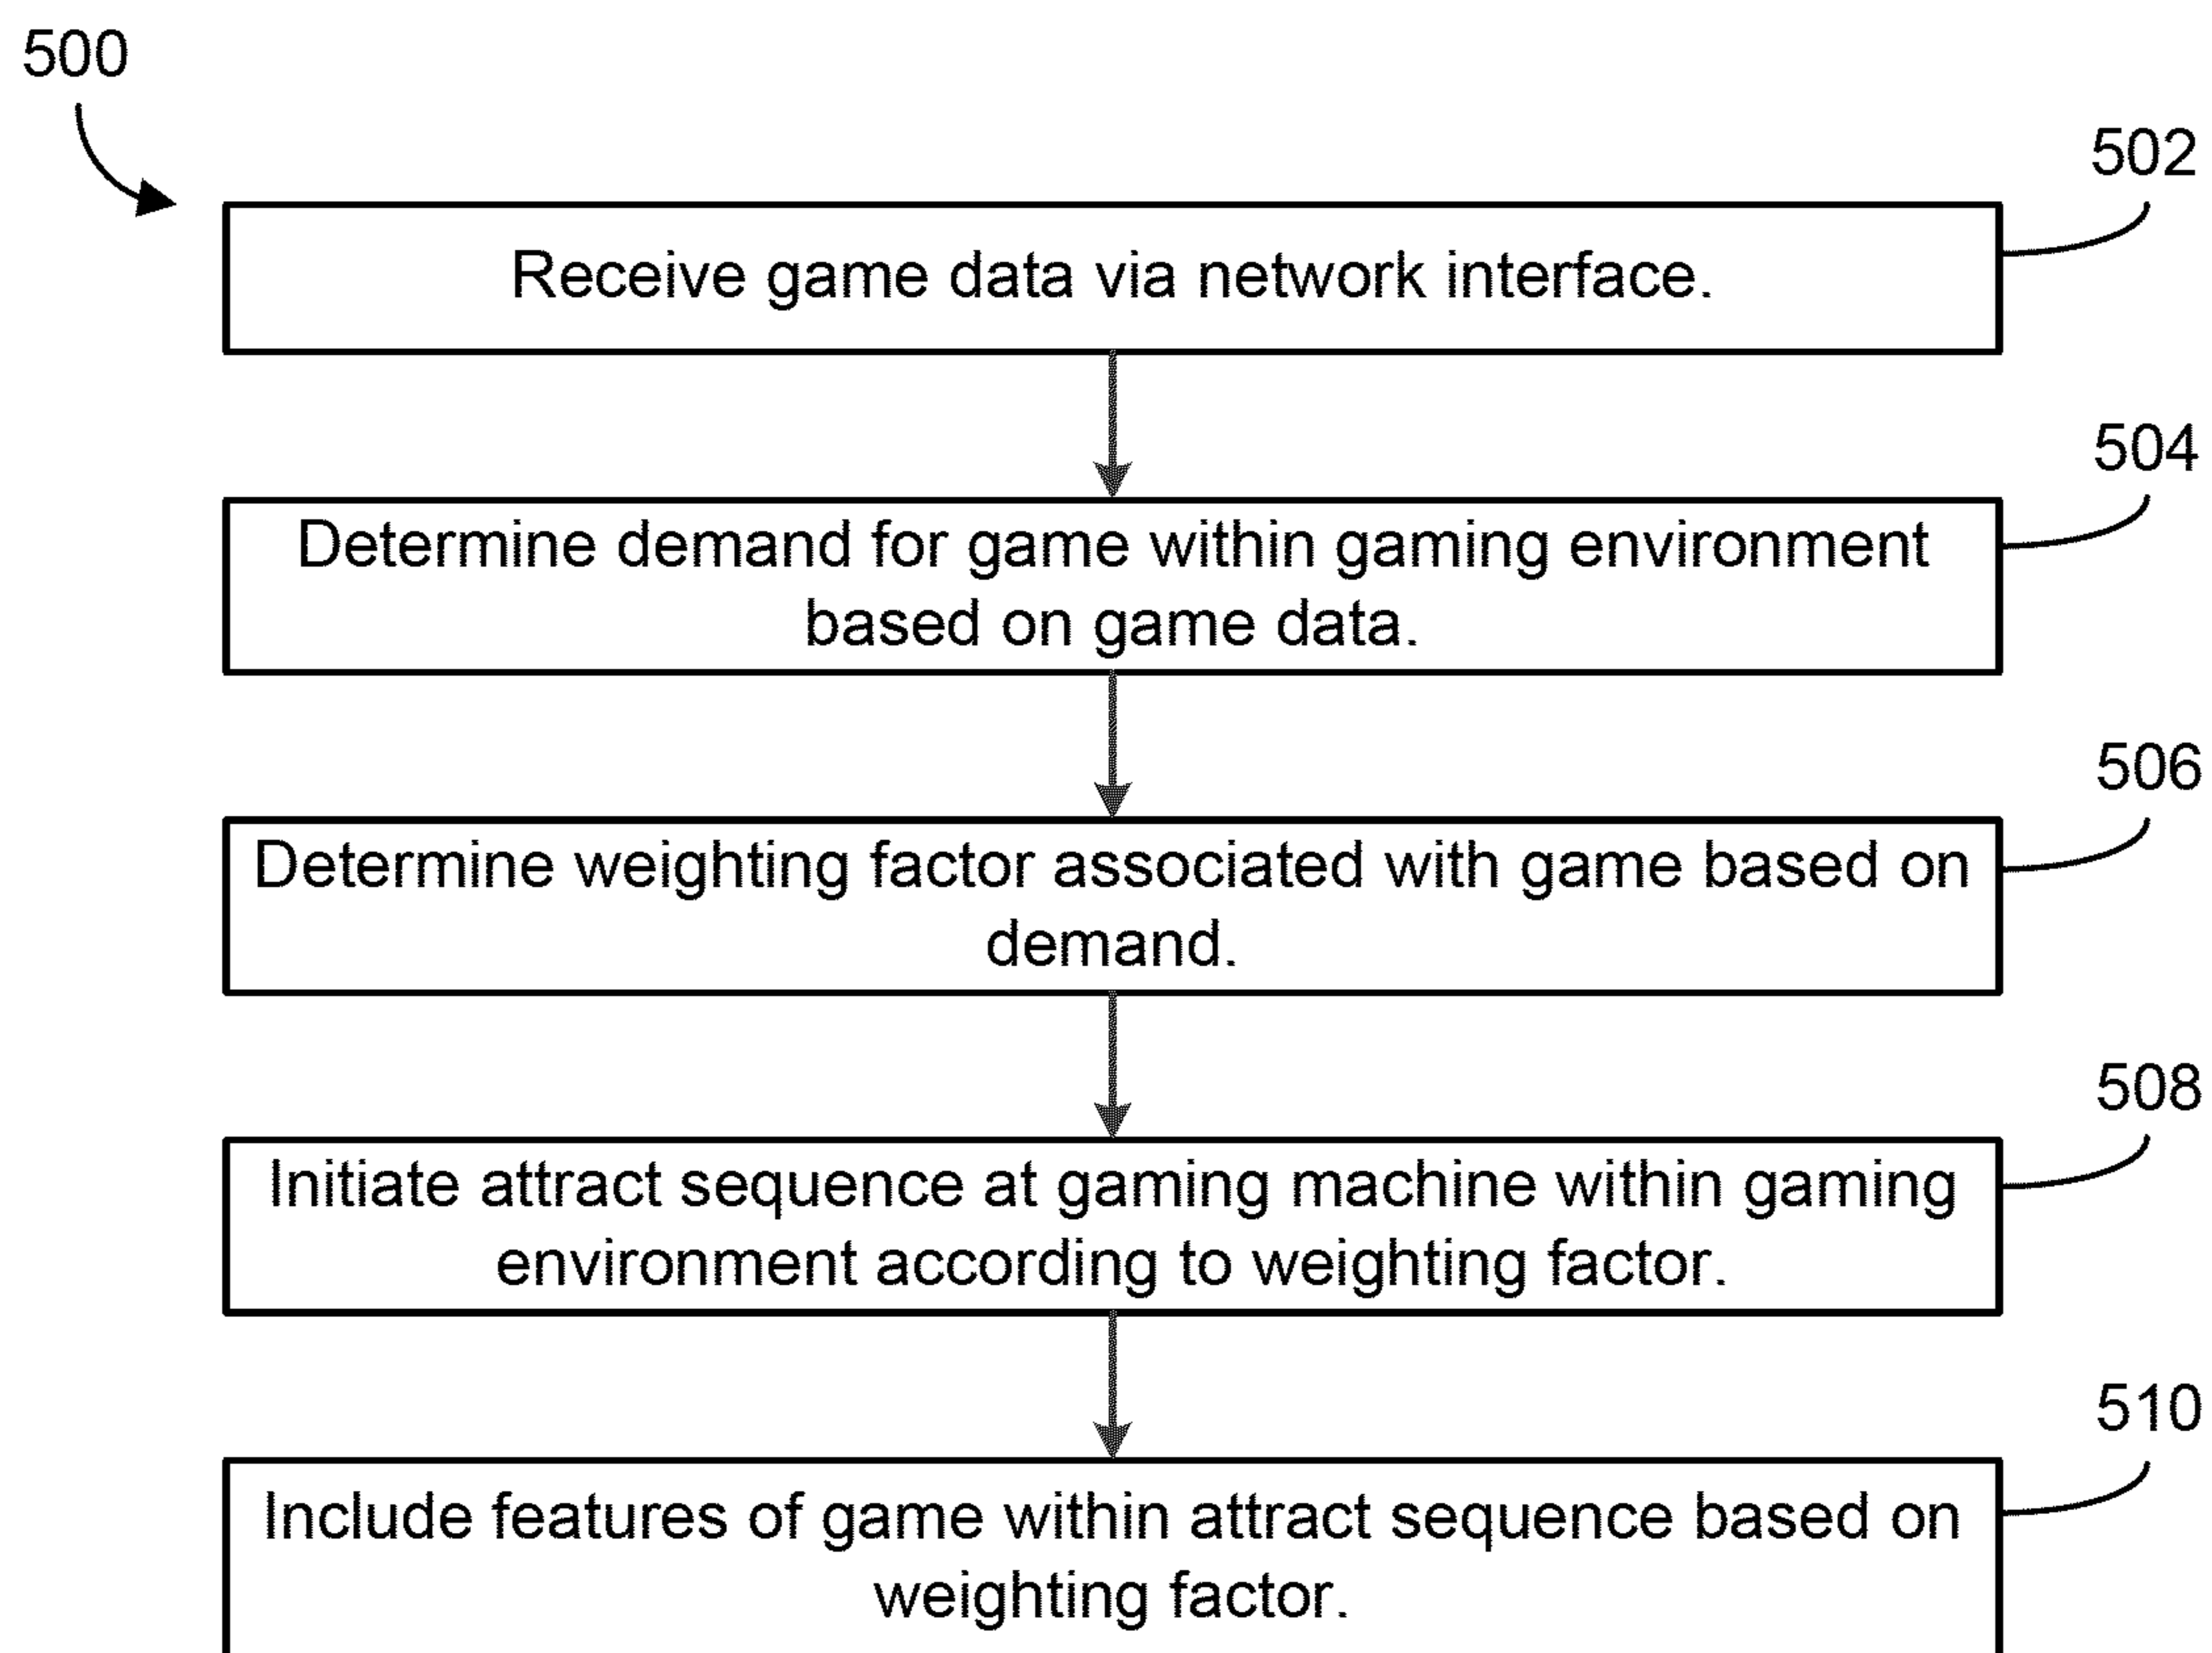 500
502
Receive game data via network interface.
504
Determine demand for game within gaming environment
based on game data.
506
Determine weighting factor associated with game based on
demand.
508
Initiate attract sequence at gaming machine within gaming
environment according to weighting factor.
510
Include features of game within attract sequence based on
weighting factor.